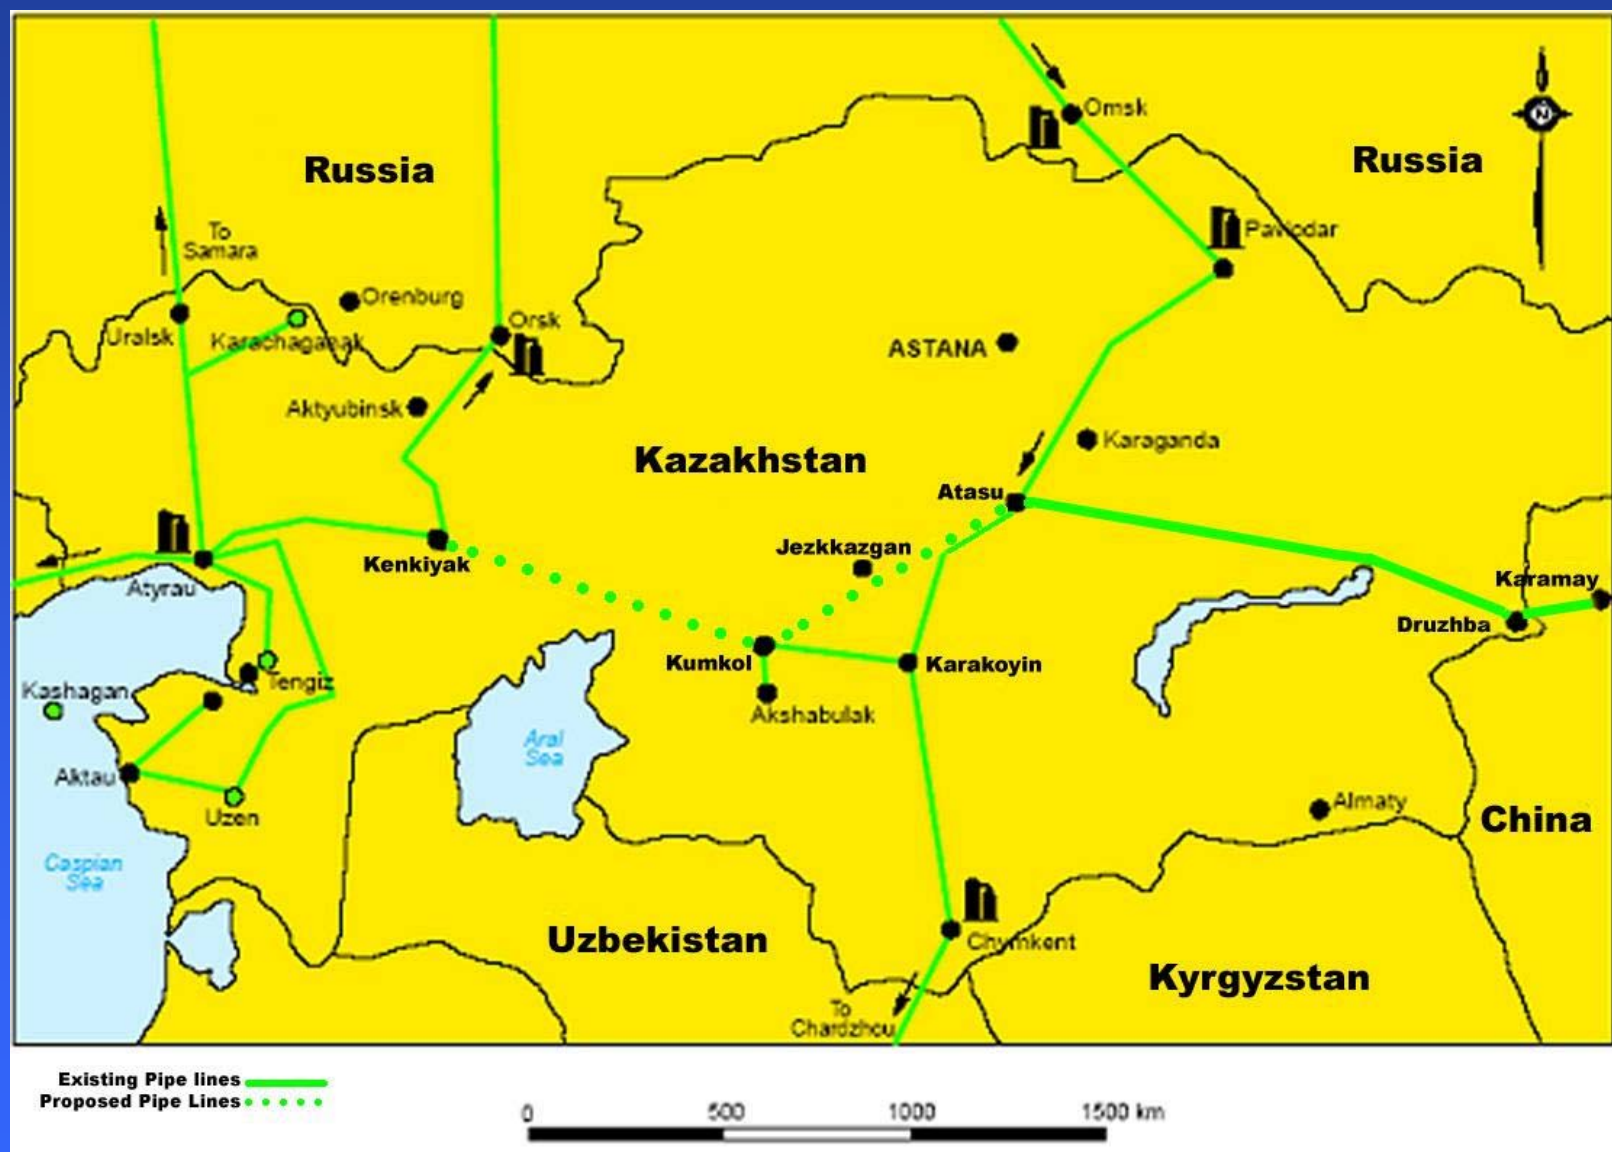 Omsk
N
Russia
Russia
To
Samara
Pavlodar
Orenburg
Uralsk
Karachaganak
Orsk
ASTANA
Aktyubinsk
Karaganda
Kazakhstan
Atasu
Jezkkazgan
Kenkiyak
Karamay
Atyrau
Druzhba
Kumkol
Karakoyin
Tengiz
Kashagan
Akshabulak
Aral
Sea
Aktau
Almaty
Uzen
China
Caspian
Sea
Uzbekistan
Chymkent
Kyrgyzstan
To
Chardzhou
Existing Pipe lines
Proposed Pipe Lines
0 500 1000 1500 km